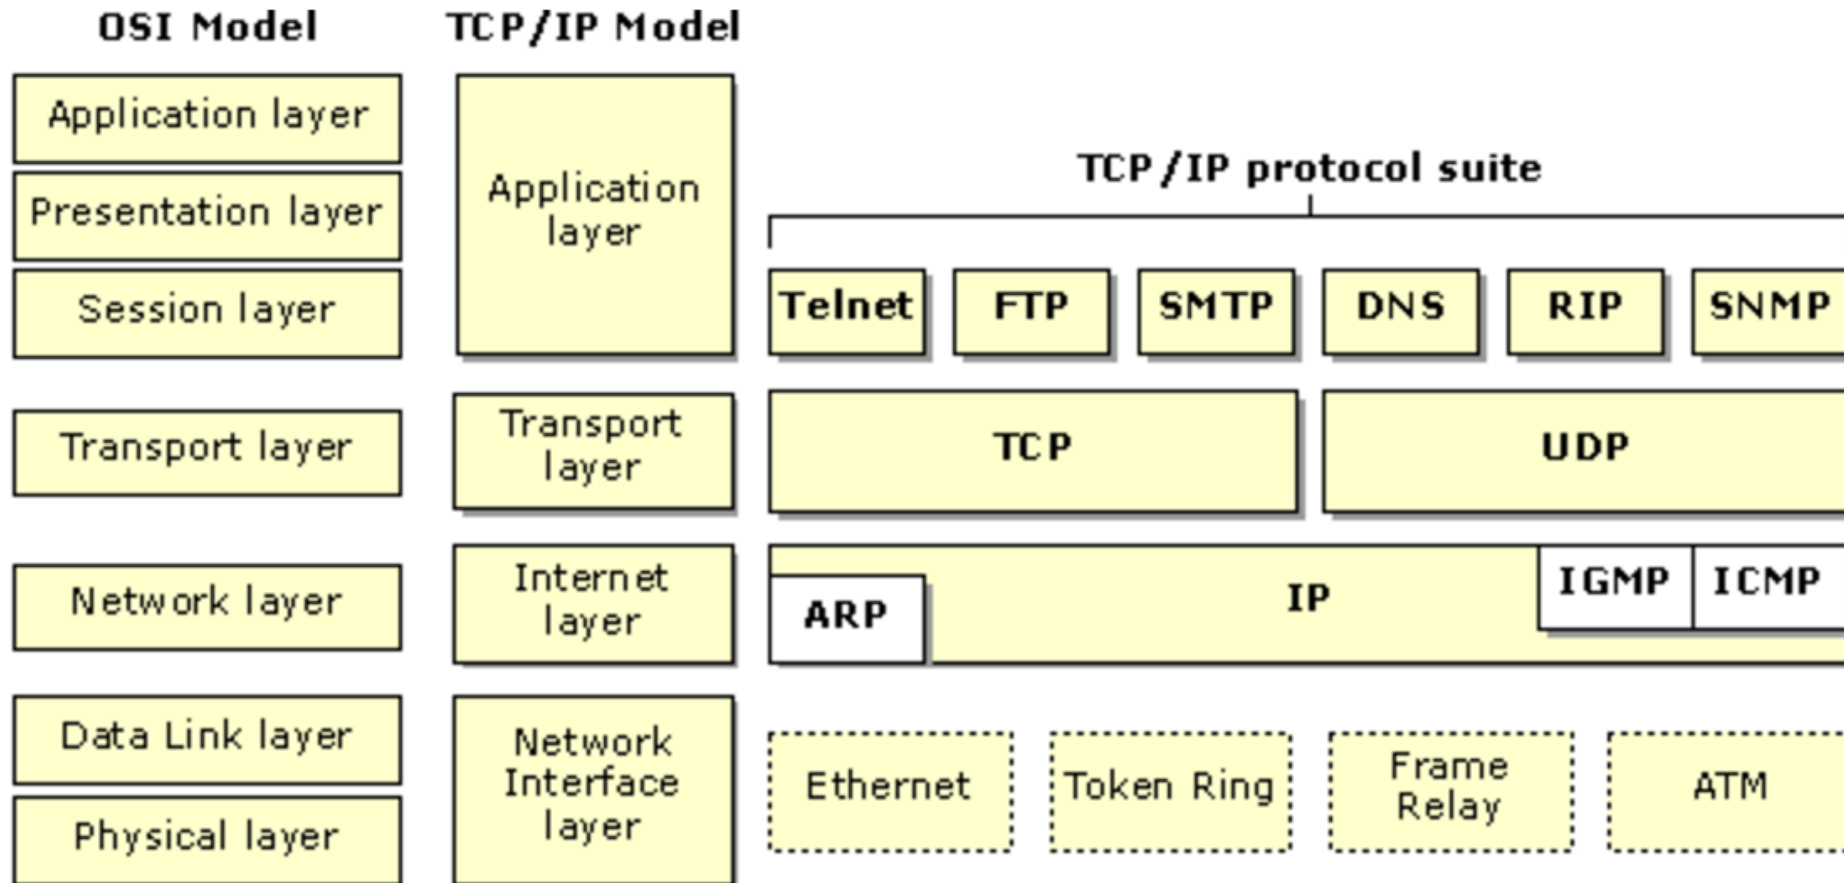 OSI Model
TCP/IP Model
Application layer
Presentation layer
Session layer
Transport layer
Network layer
Data Link layer
Physical layer
Application
layer
Transport
layer
Internet
layer
Network
Interface
layer
TCP/IP protocol suite
Telnet
FTP
SMTP
DNS
RIP
SNMP
TCP
UDP
ARP
IP
IGMP
ICMP
Ethernet
Token Ring
Frame
Relay
ATM